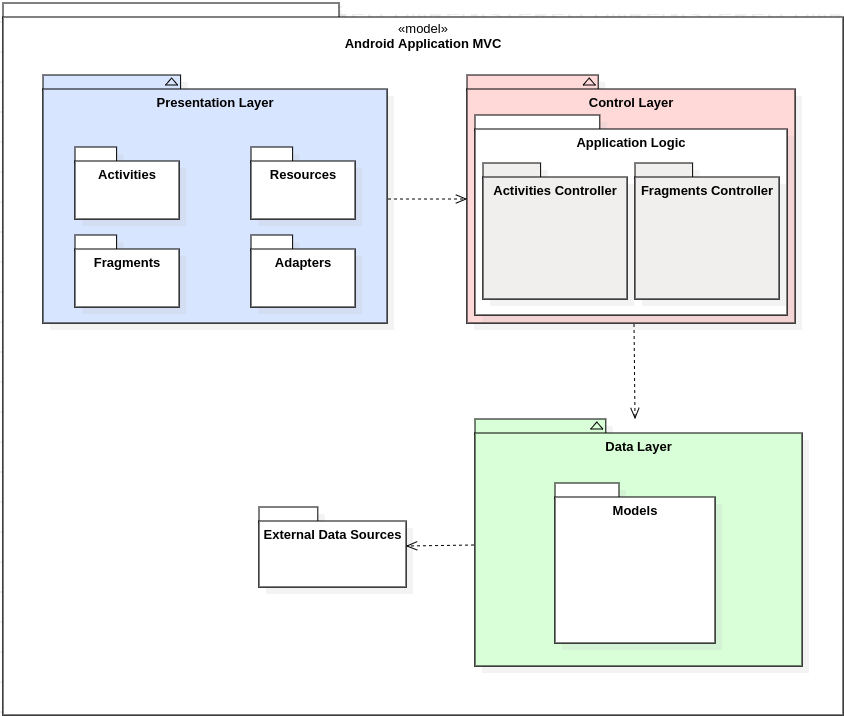 «model»
Android Application MVC
Presentation Layer
Activities
Resources
Fragments
Adapters
Control Layer
Application Logic
Activities Controller
Fragments Controller
Data Layer
Models
External Data Sources